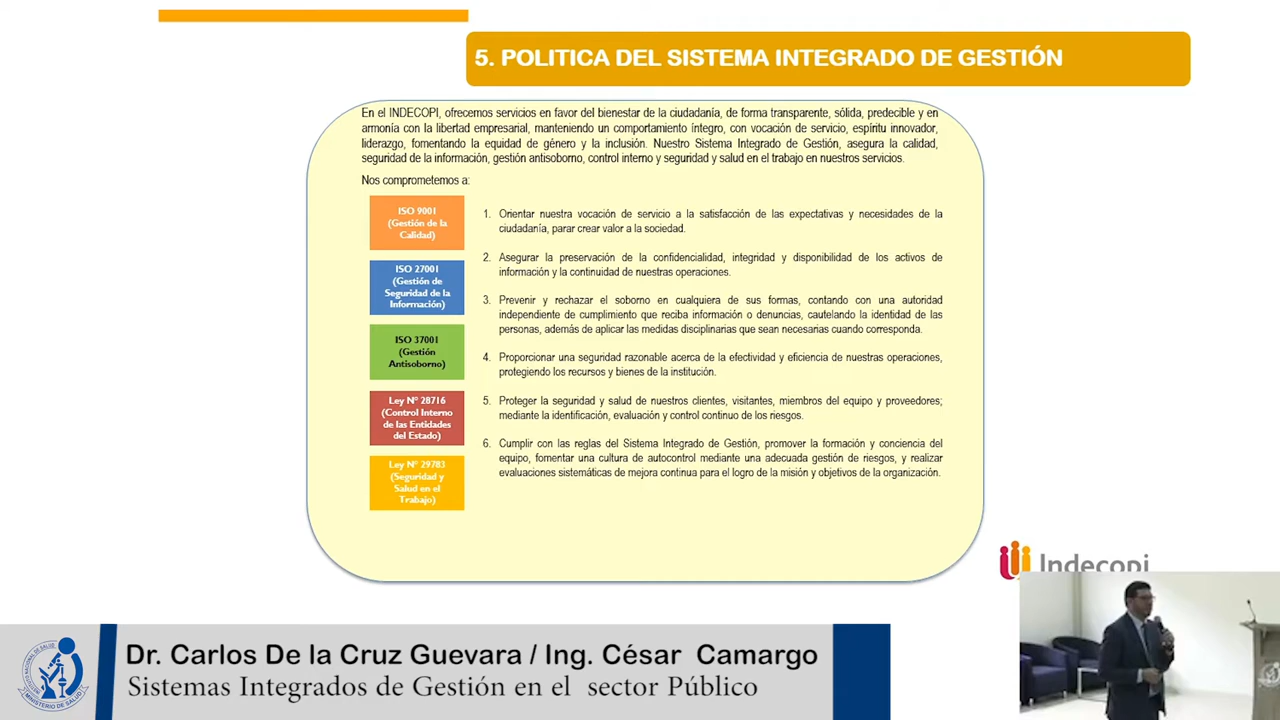 5. POLITICA DEL SISTEMA INTEGRADO DE GESTIÓN
En el INDECOPI, ofrecemos servicios en favor del bienestar de la ciudadanía, de forma transparente, sólida, predecible y en
armonía con la libertad empresarial, manteniendo un comportamiento íntegro, con vocación de servicio, espíritu innovador,
liderazgo, fomentando la equidad de género y la inclusión. Nuestro Sistema Integrado de Gestión, asegura la calidad,
seguridad de la información, gestión antisoborno, control interno y seguridad y salud en el trabajo en nuestros servicios.
Nos comprometemos a:
ISO 9001
(Gestión de la
Calidad)
ISO 27001
(Gestión de
Seguridad de la
Información)
ISO 37001
(Gestión
Antisoborno)
Ley Nº 28716
(Control Interno
de las Entidades
del Estado)
Ley Nº 29783
(Seguridad y
Salud en el
Trabajo)
1. Orientar nuestra vocación de servicio a la satisfacción de las expectativas y necesidades de la
ciudadanía, parar crear valor a la sociedad.
2. Asegurar la preservación de la confidencialidad, integridad y disponibilidad de los activos de
información y la continuidad de nuestras operaciones.
3. Prevenir y rechazar el soborno en cualquiera de sus formas, contando con una autoridad
independiente de cumplimiento que reciba información o denuncias, cautelando la identidad de las
personas, además de aplicar las medidas disciplinarias que sean necesarias cuando corresponda.
4. Proporcionar una seguridad razonable acerca de la efectividad y eficiencia de nuestras operaciones,
protegiendo los recursos y bienes de la institución.
5. Proteger la seguridad y salud de nuestros clientes, visitantes, miembros del equipo y proveedores;
mediante la identificación, evaluación y control continuo de los riesgos.
6. Cumplir con las reglas del Sistema Integrado de Gestión, promover la formación y conciencia del
equipo, fomentar una cultura de autocontrol mediante una adecuada gestión de riesgos, y realizar
evaluaciones sistemáticas de mejora continua para el logro de la misión y objetivos de la organización.
Indecopi
Dr. Carlos De la Cruz Guevara / Ing. César Camargo
Sistemas Integrados de Gestión en el sector Público